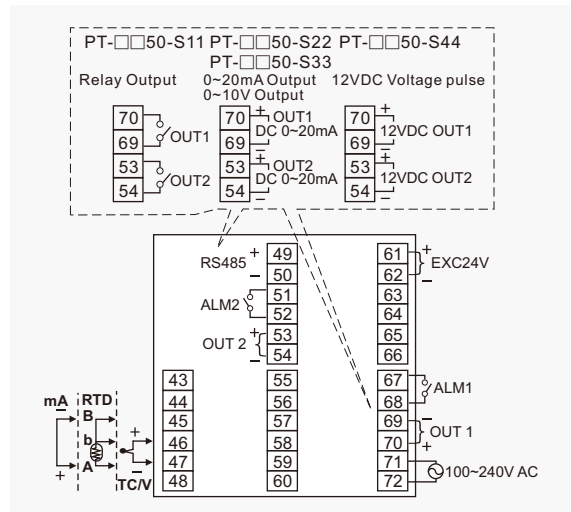 PT-□□50-S11 PT-□□50-S22 PT-□□50-S44
PT-□□50-S33
Relay Output 0~20mA Output 12VDC Voltage pulse
0~10V Output
70 70 + OUT1 70 +
OUT1 DC 0~20mA 12VDC OUT1
69 69 − 69 −
53 53 + OUT2 53 +
OUT2 DC 0~20mA 12VDC OUT2
54 54 − 54 −
RS485 + 49 61 + EXC24V
− 50 62 −
51 63
ALM2
52 64
+ 53 65
OUT 2
− 54 66
43 55 67
ALM1
44 56 68
45 57 69 −
OUT 1
46 58 70 +
47 59 71
100~240V AC
48 60 72
mA RTD
− B
b +
A −
+ TC/V